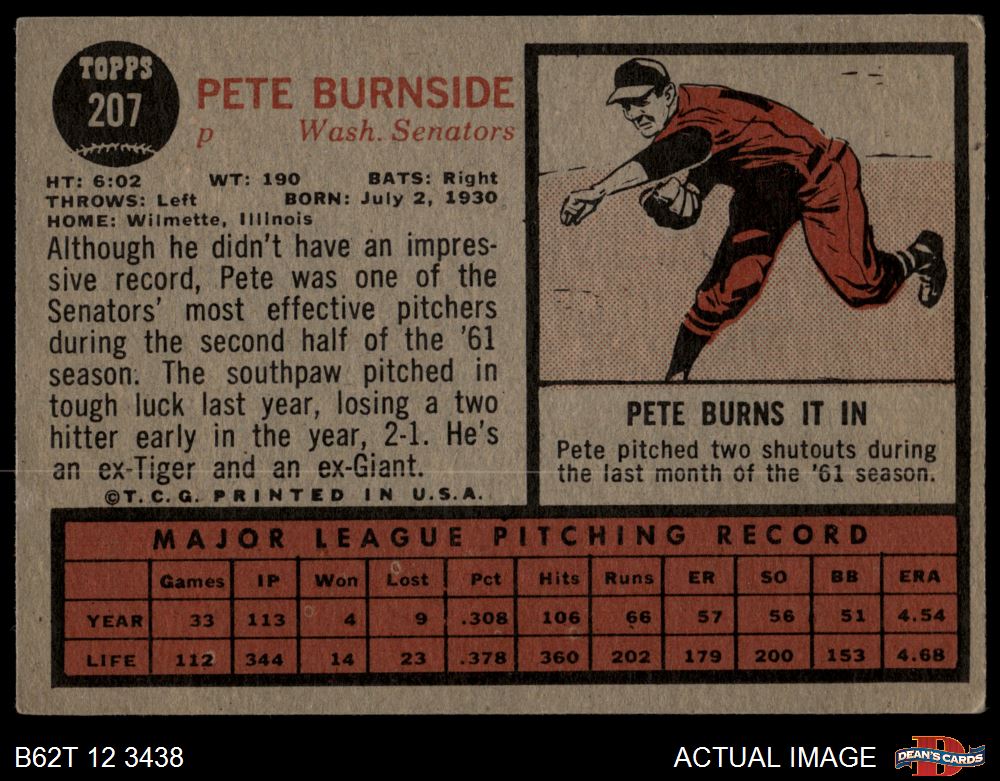 TOPPS
207
PETE BURNSIDE
p Wash. Senators
HT: 6:02 WT: 190 BATS: Right
THROWS: Left BORN: July 2, 1930
HOME: Wilmette, Illinois
Although he didn't have an impres-
sive record, Pete was one of the
Senators' most effective pitchers
during the second half of the '61
season. The southpaw pitched in
tough luck last year, losing a two
hitter early in the year, 2-1. He's
an ex-Tiger and an ex-Giant.
©T.C.G. PRINTED IN U.S.A.
PETE BURNS IT IN
Pete pitched two shutouts during
the last month of the '61 season.
MAJOR LEAGUE PITCHING RECORD
Games IP Won Lost Pct Hits Runs ER SO BB ERA
YEAR 33 113 4 9 .308 106 66 57 56 51 4.54
LIFE 112 344 14 23 .378 360 202 179 200 153 4.68
B62T 12 3438
ACTUAL IMAGE
D
DEAN'S CARDS